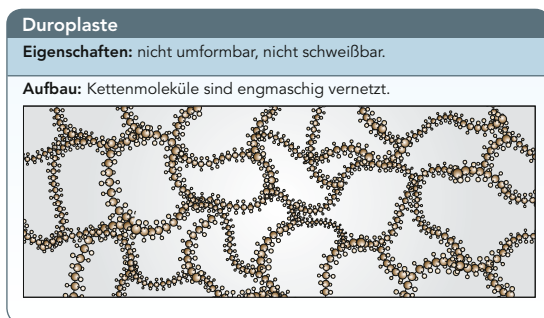 Duroplaste
Eigenschaften: nicht umformbar, nicht schweißbar.
Aufbau: Kettenmoleküle sind engmaschig vernetzt.